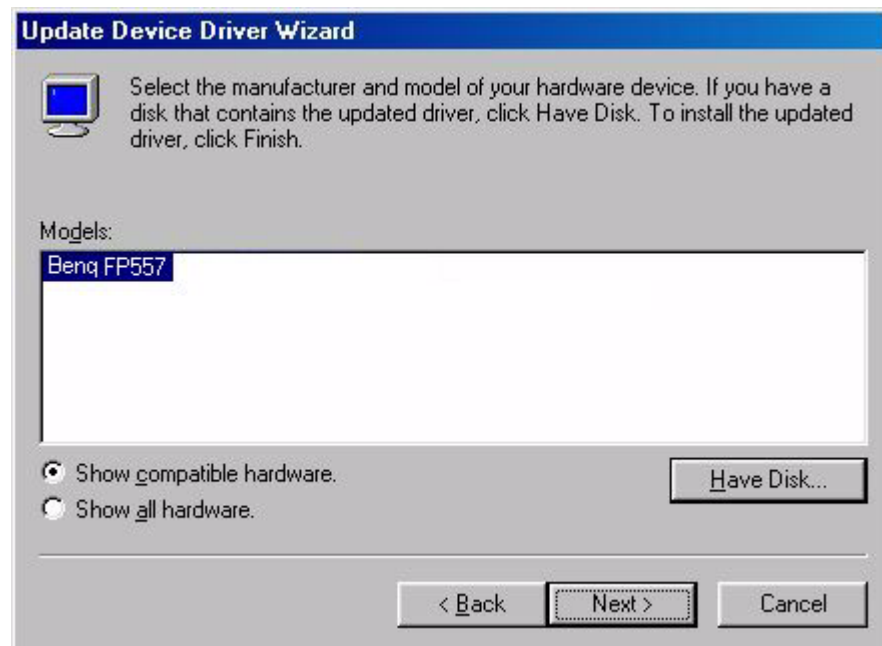 Update Device Driver Wizard
Select the manufacturer and model of your hardware device. If you have a
disk that contains the updated driver, click Have Disk. To install the updated
driver, click Finish.
Models:
Benq FP557
Show compatible hardware.
Have Disk...
Show all hardware.
< Back
Next >
Cancel